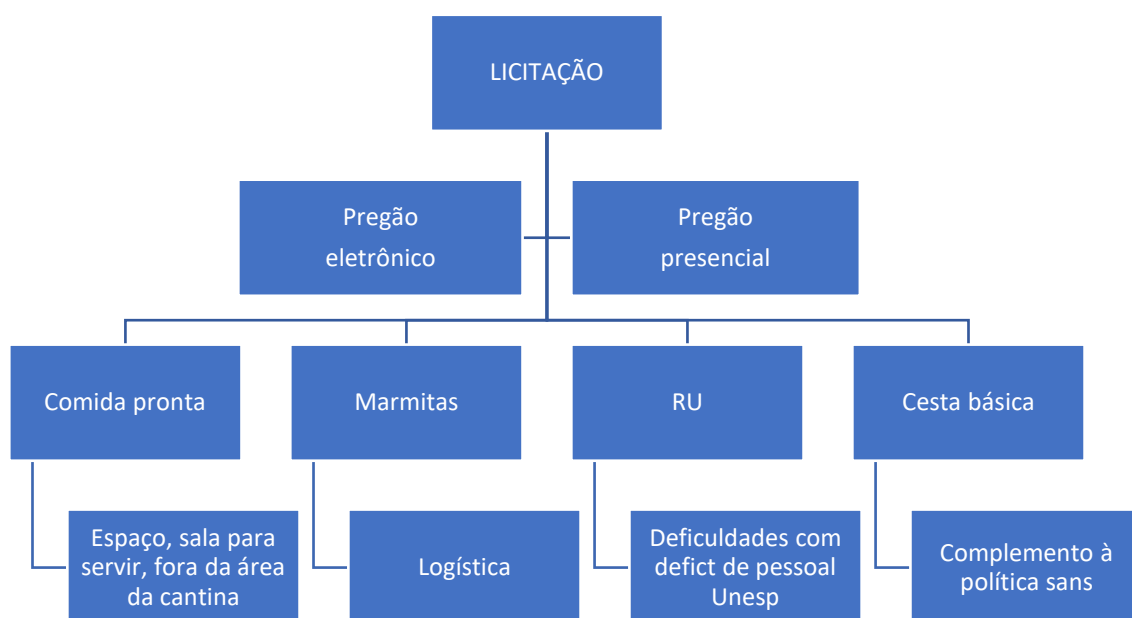 LICITAÇÃO
Pregão
eletrônico
Pregão
presencial
Comida pronta
Marmitas
RU
Cesta básica
Espaço, sala para
servir, fora da área
da cantina
Logística
Deficuldades com
defict de pessoal
Unesp
Complemento à
política sans